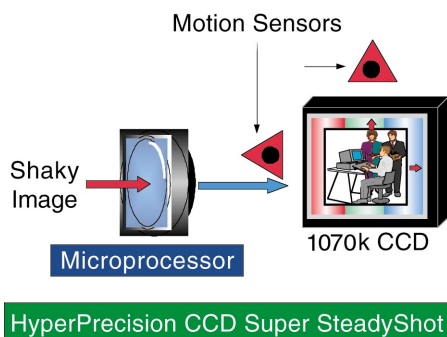 Motion Sensors
Shaky
Image
Microprocessor
1070k CCD
HyperPrecision CCD Super SteadyShot